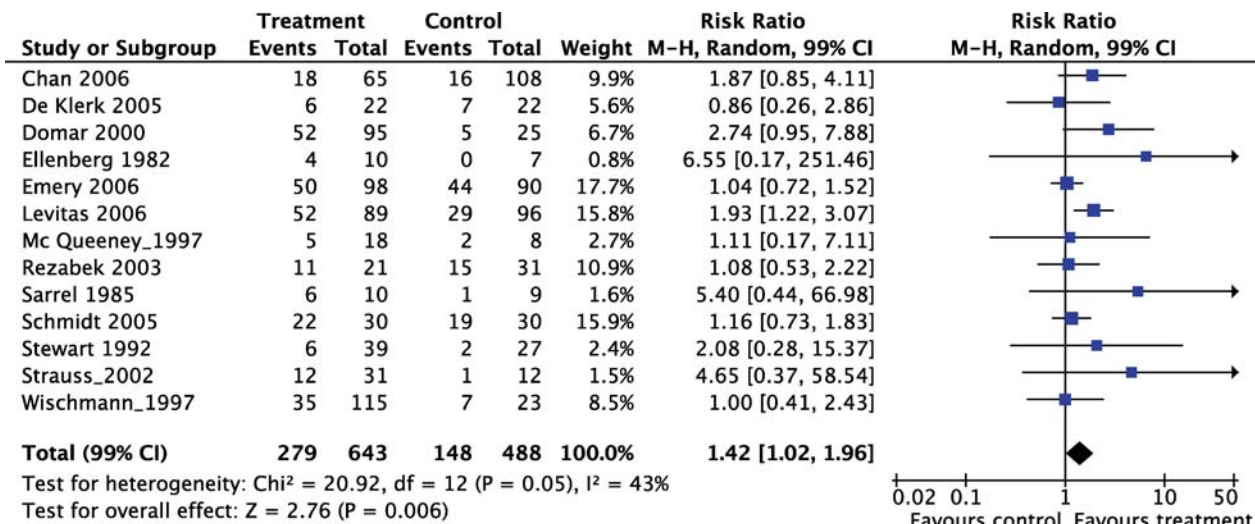 Treatment Control Risk Ratio Risk Ratio
Study or Subgroup Events Total Events Total Weight M-H, Random, 99% CI M-H, Random, 99% CI
Chan 2006 18 65 16 108 9.9% 1.87 [0.85, 4.11]
De Klerk 2005 6 22 7 22 5.6% 0.86 [0.26, 2.86]
Domar 2000 52 95 5 25 6.7% 2.74 [0.95, 7.88]
Ellenberg 1982 4 10 0 7 0.8% 6.55 [0.17, 251.46]
Emery 2006 50 98 44 90 17.7% 1.04 [0.72, 1.52]
Levitas 2006 52 89 29 96 15.8% 1.93 [1.22, 3.07]
Mc Queeney_1997 5 18 2 8 2.7% 1.11 [0.17, 7.11]
Rezabek 2003 11 21 15 31 10.9% 1.08 [0.53, 2.22]
Sarrel 1985 6 10 1 9 1.6% 5.40 [0.44, 66.98]
Schmidt 2005 22 30 19 30 15.9% 1.16 [0.73, 1.83]
Stewart 1992 6 39 2 27 2.4% 2.08 [0.28, 15.37]
Strauss_2002 12 31 1 12 1.5% 4.65 [0.37, 58.54]
Wischmann_1997 35 115 7 23 8.5% 1.00 [0.41, 2.43]
Total (99% CI) 279 643 148 488 100.0% 1.42 [1.02, 1.96]
Test for heterogeneity: Chi² = 20.92, df = 12 (P = 0.05), I² = 43%
Test for overall effect: Z = 2.76 (P = 0.006)
0.02 0.1 1 10 50
Favours control Favours treatment